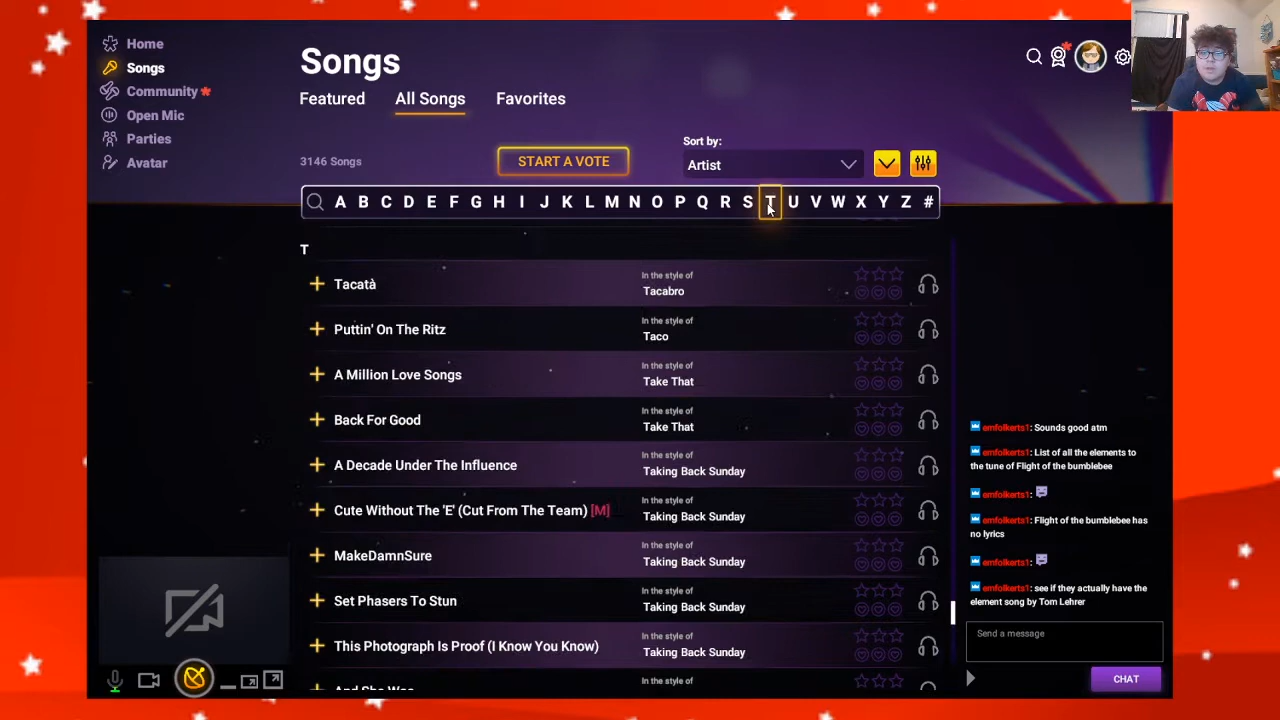 Home
Songs
Community
Open Mic
Parties
Avatar
Songs
Featured All Songs Favorites
3146 Songs
START A VOTE
Sort by:
Artist
A B C D E F G H I J K L M N O P Q R S T U V W X Y Z #
T
Tacatà
In the style of
Tacabro
Puttin' On The Ritz
In the style of
Taco
A Million Love Songs
In the style of
Take That
Back For Good
In the style of
Take That
A Decade Under The Influence
In the style of
Taking Back Sunday
Cute Without The 'E' (Cut From The Team) [M]
In the style of
Taking Back Sunday
MakeDamnSure
In the style of
Taking Back Sunday
Set Phasers To Stun
In the style of
Taking Back Sunday
This Photograph Is Proof (I Know You Know)
In the style of
Taking Back Sunday
And She Was
In the style of
emfolkerts1: Sounds good atm
emfolkerts1: List of all the elements to
the tune of Flight of the bumblebee
emfolkerts1:
emfolkerts1: Flight of the bumblebee has
no lyrics
emfolkerts1:
emfolkerts1: see if they actually have the
element song by Tom Lehrer
Send a message
CHAT